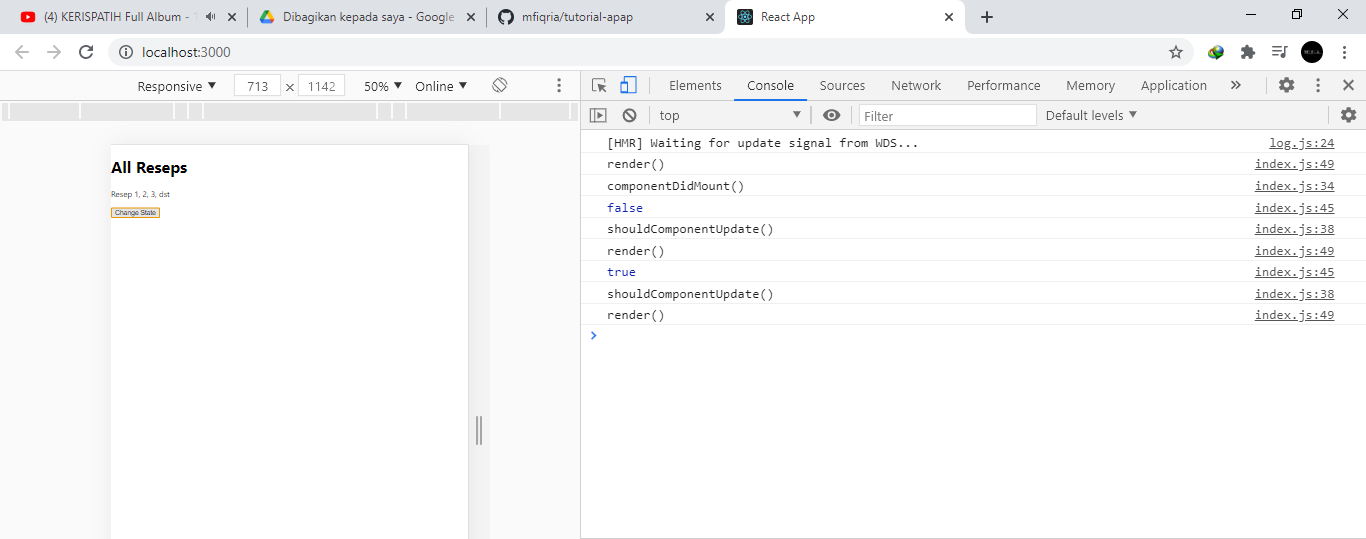 (4) KERISPATIH Full Album - Dibagikan kepada saya - Google mfiqria/tutorial-apap React App
localhost:3000
Responsive 713 × 1142 50% Online
Elements Console Sources Network Performance Memory Application »
top Filter Default levels
All Reseps
Resep 1, 2, 3, dst
Change State
[HMR] Waiting for update signal from WDS... log.js:24
render() index.js:49
componentDidMount() index.js:34
false index.js:45
shouldComponentUpdate() index.js:38
render() index.js:49
true index.js:45
shouldComponentUpdate() index.js:38
render() index.js:49